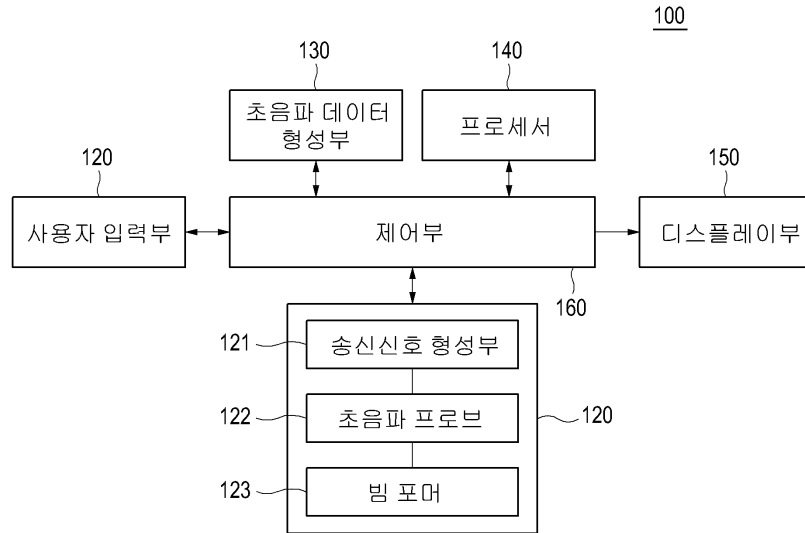 100
130
140
초음파 데이터
형성부
프로세서
120
150
사용자 입력부
제어부
디스플레이부
160
121
송신신호 형성부
122
초음파 프로브
120
123
빔 포머